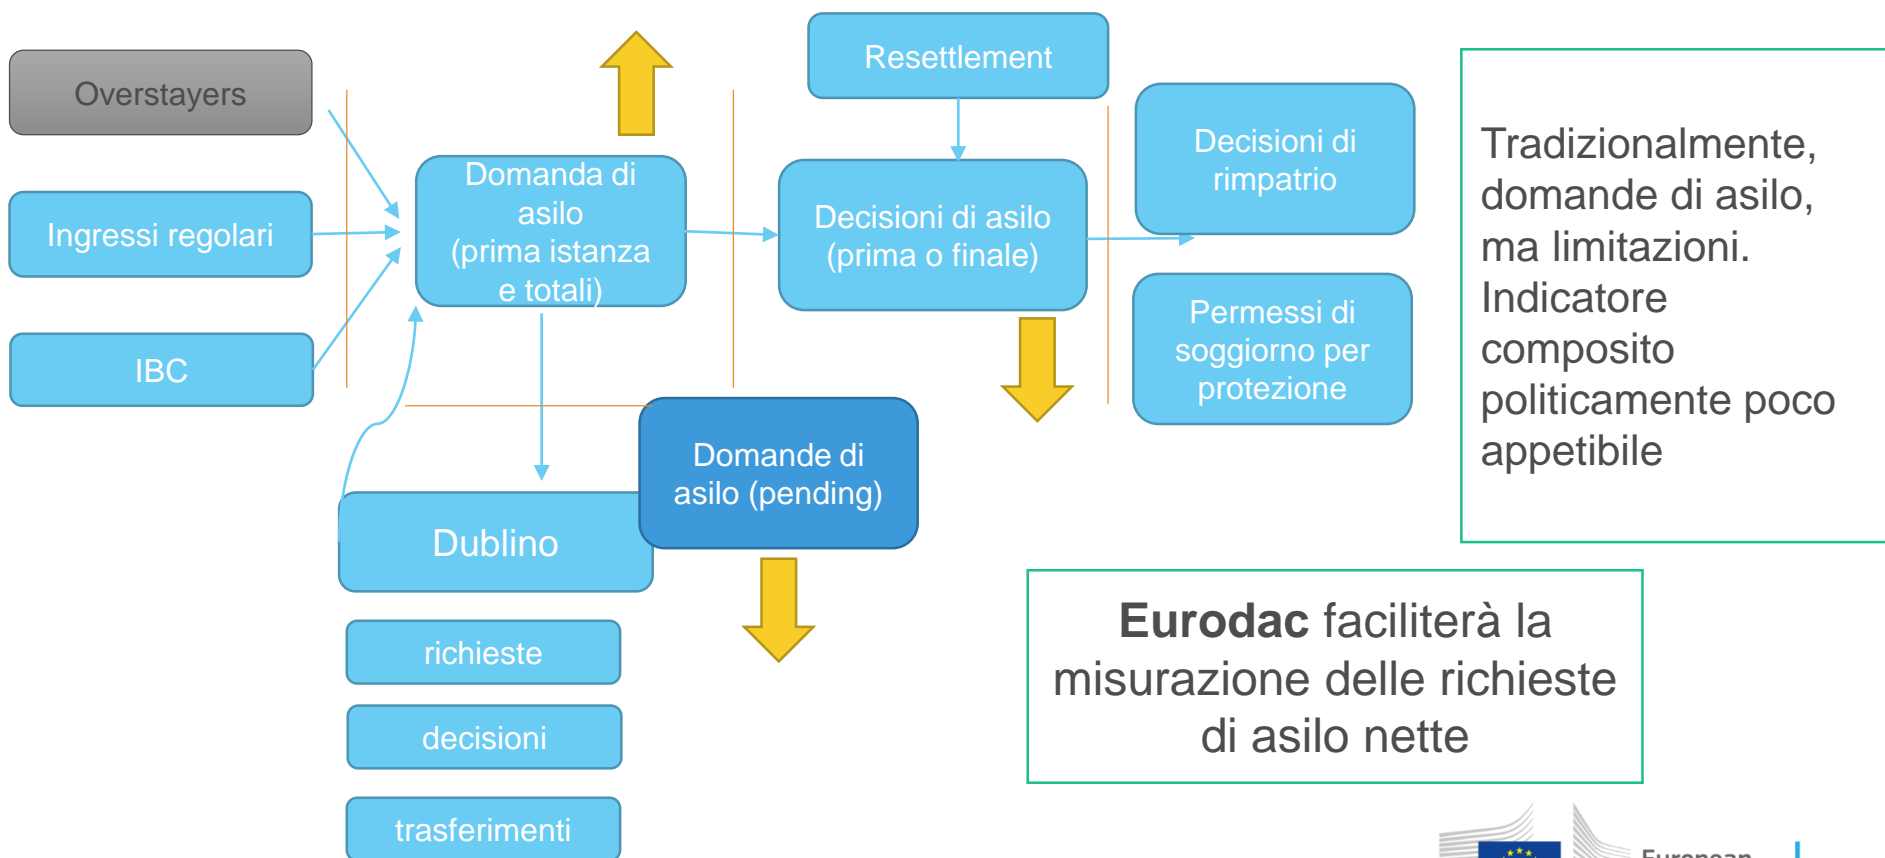 Overstayers
Ingressi regolari
IBC
Domanda di
asilo
(prima istanza
e totali)
Resettlement
Decisioni di asilo
(prima o finale)
Decisioni di
rimpatrio
Permessi di
soggiorno per
protezione
Domande di
asilo (pending)
Dublino
richieste
decisioni
trasferimenti
Tradizionalmente,
domande di asilo,
ma limitazioni.
Indicatore
composito
politicamente poco
appetibile
Eurodac faciliterà la
misurazione delle richieste
di asilo nette
European